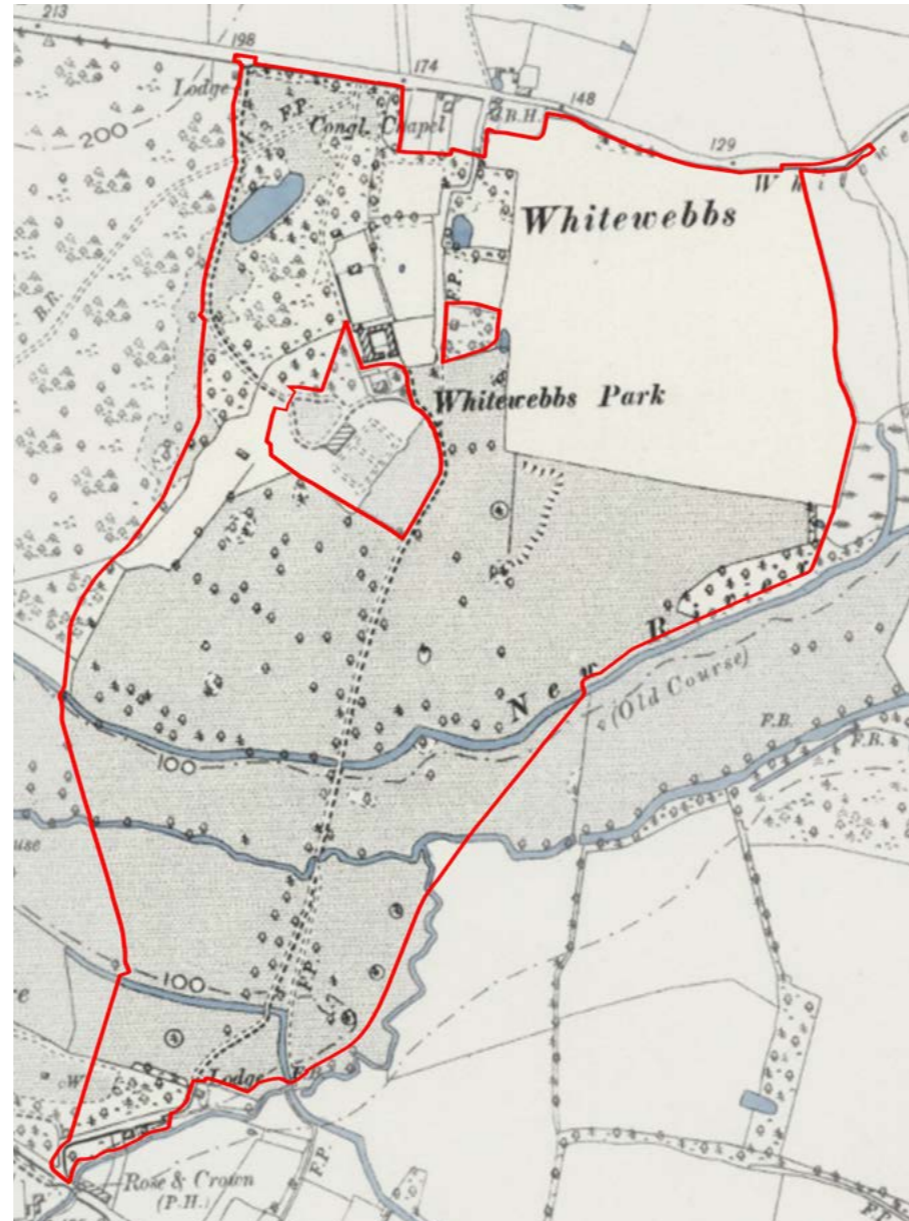 213
198
174
148
129
Lodge
F.P.
Congl. Chapel
200
Whitewebbs
B.R.
F.P.
Whitewebbs Park
New River
(Old Course)
F.B.
F.B.
100
100
F.P.
Lodge
F.B.
W
Rose & Crown
(P.H.)
F.P.
F.P.